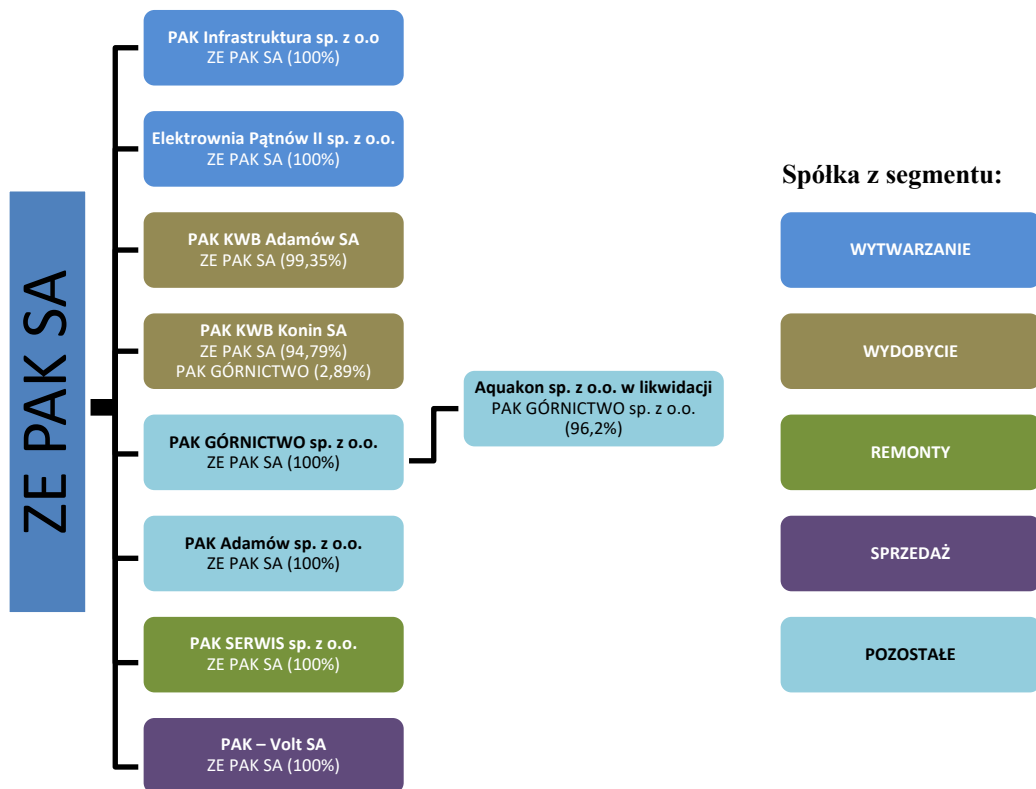 ZE PAK SA
PAK Infrastruktura sp. z o.o
ZE PAK SA (100%)
Elektrownia Pątnów II sp. z o.o.
ZE PAK SA (100%)
PAK KWB Adamów SA
ZE PAK SA (99,35%)
PAK KWB Konin SA
ZE PAK SA (94,79%)
PAK GÓRNICTWO (2,89%)
PAK GÓRNICTWO sp. z o.o.
ZE PAK SA (100%)
Aquakon sp. z o.o. w likwidacji
PAK GÓRNICTWO sp. z o.o.
(96,2%)
PAK Adamów sp. z o.o.
ZE PAK SA (100%)
PAK SERWIS sp. z o.o.
ZE PAK SA (100%)
PAK – Volt SA
ZE PAK SA (100%)
Spółka z segmentu:
WYTWARZANIE
WYDOBYCIE
REMONTY
SPRZEDAŻ
POZOSTAŁE